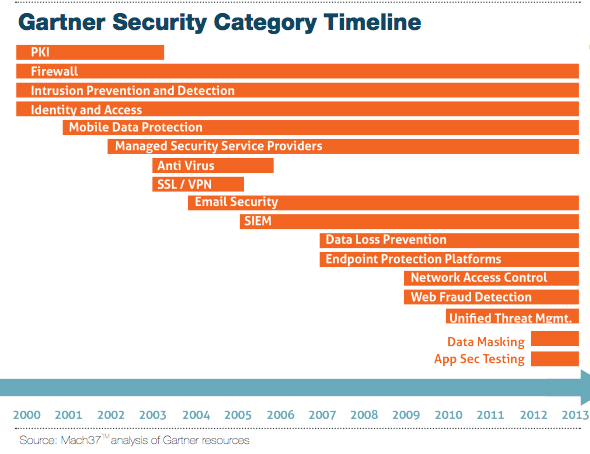 Gartner Security Category Timeline
PKI
Firewall
Intrusion Prevention and Detection
Identity and Access
Mobile Data Protection
Managed Security Service Providers
Anti Virus
SSL / VPN
Email Security
SIEM
Data Loss Prevention
Endpoint Protection Platforms
Network Access Control
Web Fraud Detection
Unified Threat Mgmt.
Data Masking
App Sec Testing
2000 2001 2002 2003 2004 2005 2006 2007 2008 2009 2010 2011 2012 2013
Source: Mach37™ analysis of Gartner resources